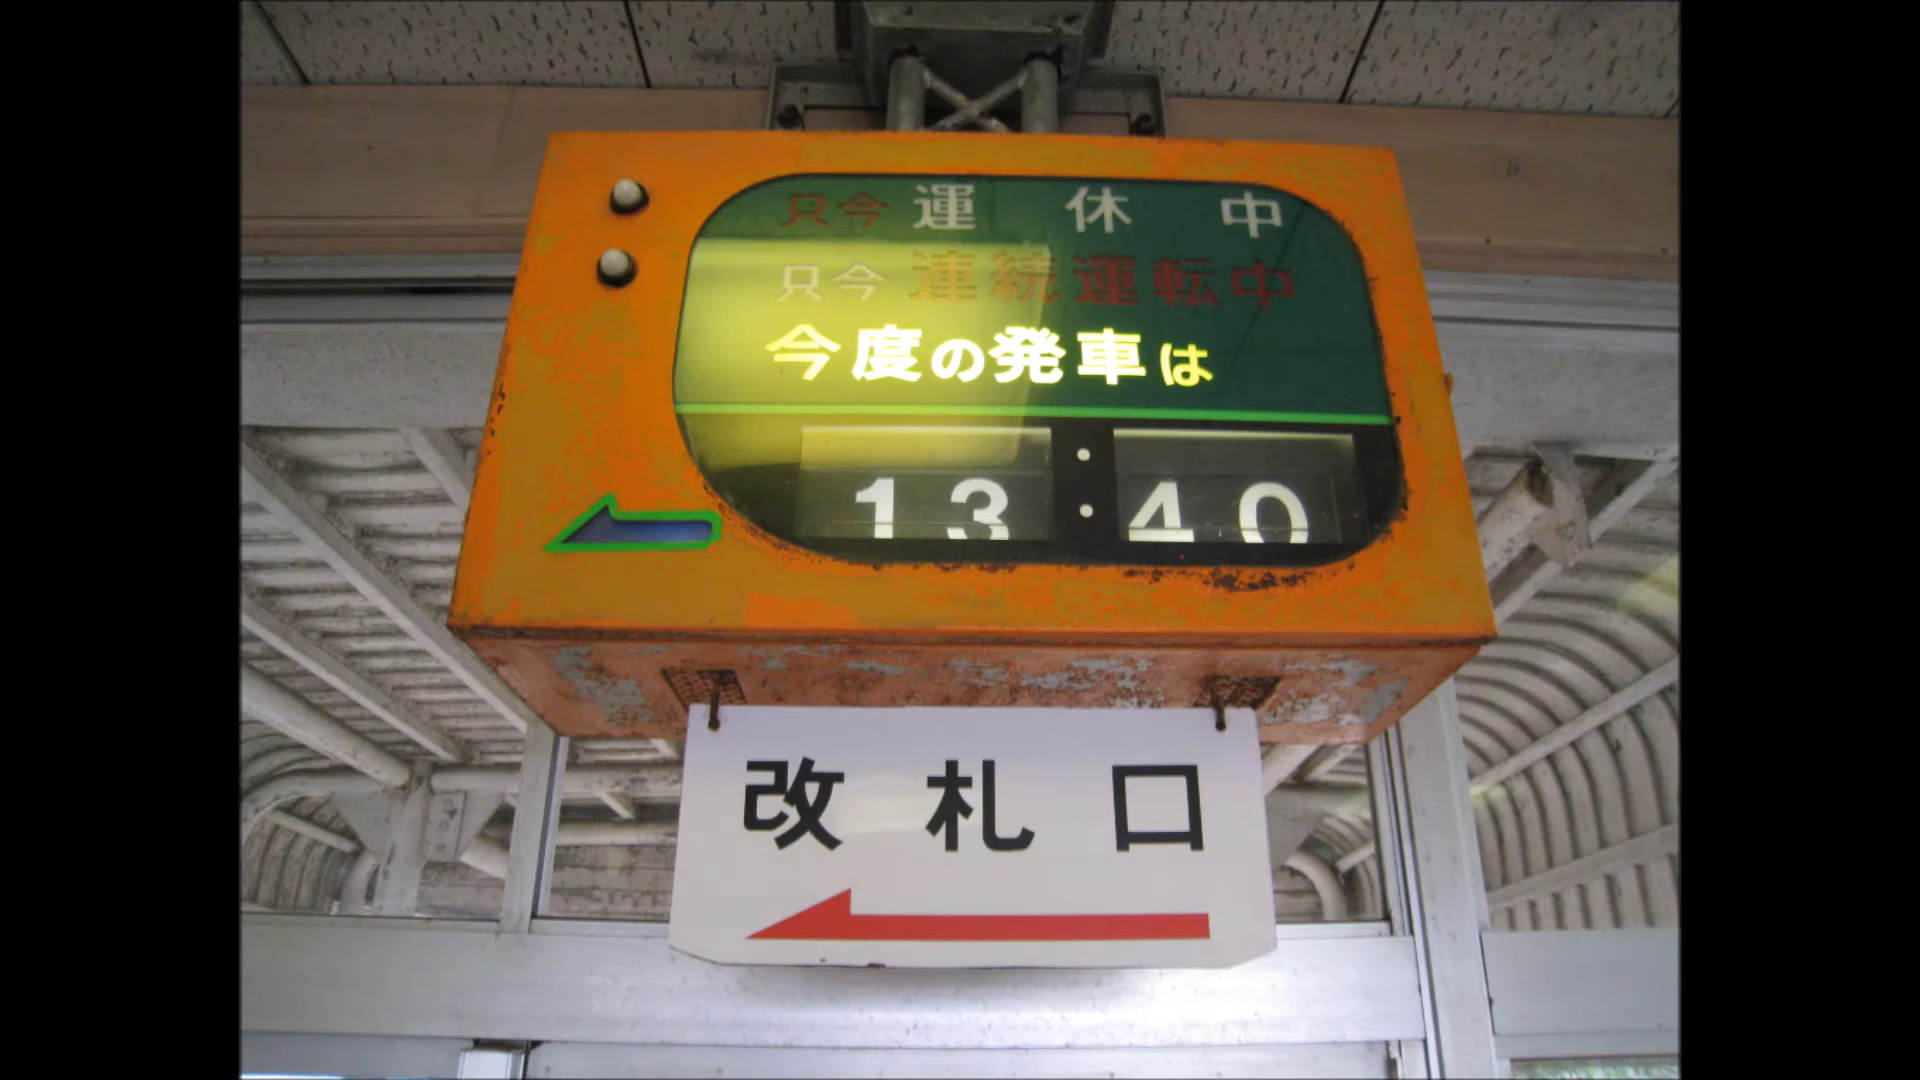 只今 運休中
只今 連続運転中
今度の発車は
13:40
改札口